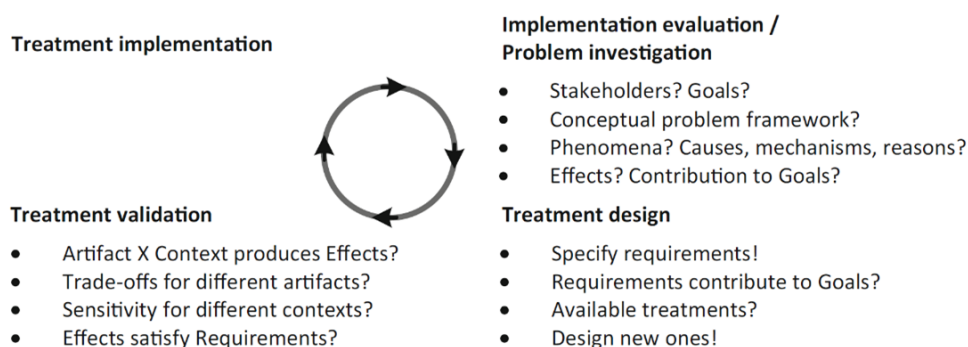 Treatment implementation
Implementation evaluation /
Problem investigation
• Stakeholders? Goals?
• Conceptual problem framework?
• Phenomena? Causes, mechanisms, reasons?
• Effects? Contribution to Goals?
Treatment validation
• Artifact X Context produces Effects?
• Trade-offs for different artifacts?
• Sensitivity for different contexts?
• Effects satisfy Requirements?
Treatment design
• Specify requirements!
• Requirements contribute to Goals?
• Available treatments?
• Design new ones!